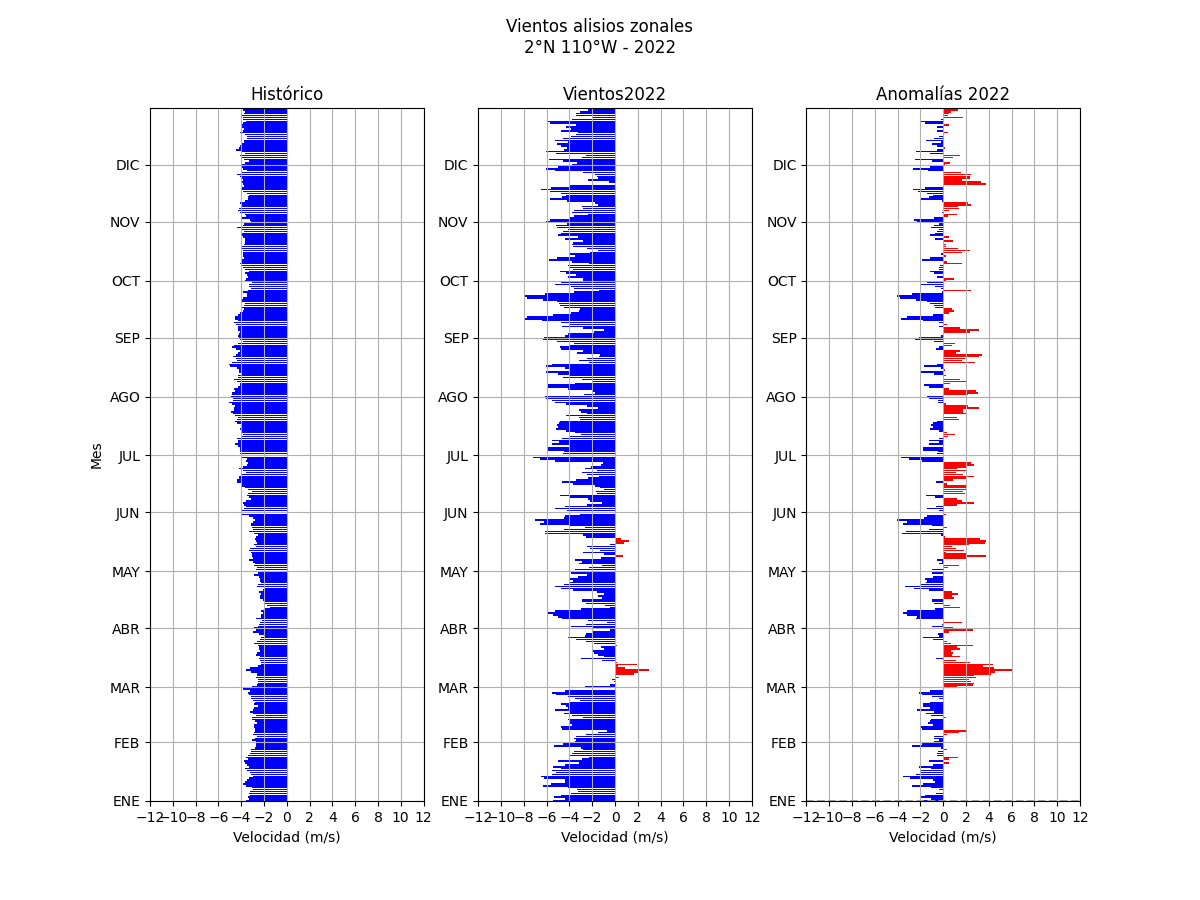 Vientos alisios zonales
2°N 110°W - 2022
Histórico
Vientos2022
Anomalías 2022
Mes
DIC
NOV
OCT
SEP
AGO
JUL
JUN
MAY
ABR
MAR
FEB
ENE
DIC
NOV
OCT
SEP
AGO
JUL
JUN
MAY
ABR
MAR
FEB
ENE
DIC
NOV
OCT
SEP
AGO
JUL
JUN
MAY
ABR
MAR
FEB
ENE
−12 −10 −8 −6 −4 −2 0 2 4 6 8 10 12
−12 −10 −8 −6 −4 −2 0 2 4 6 8 10 12
−12 −10 −8 −6 −4 −2 0 2 4 6 8 10 12
Velocidad (m/s)
Velocidad (m/s)
Velocidad (m/s)